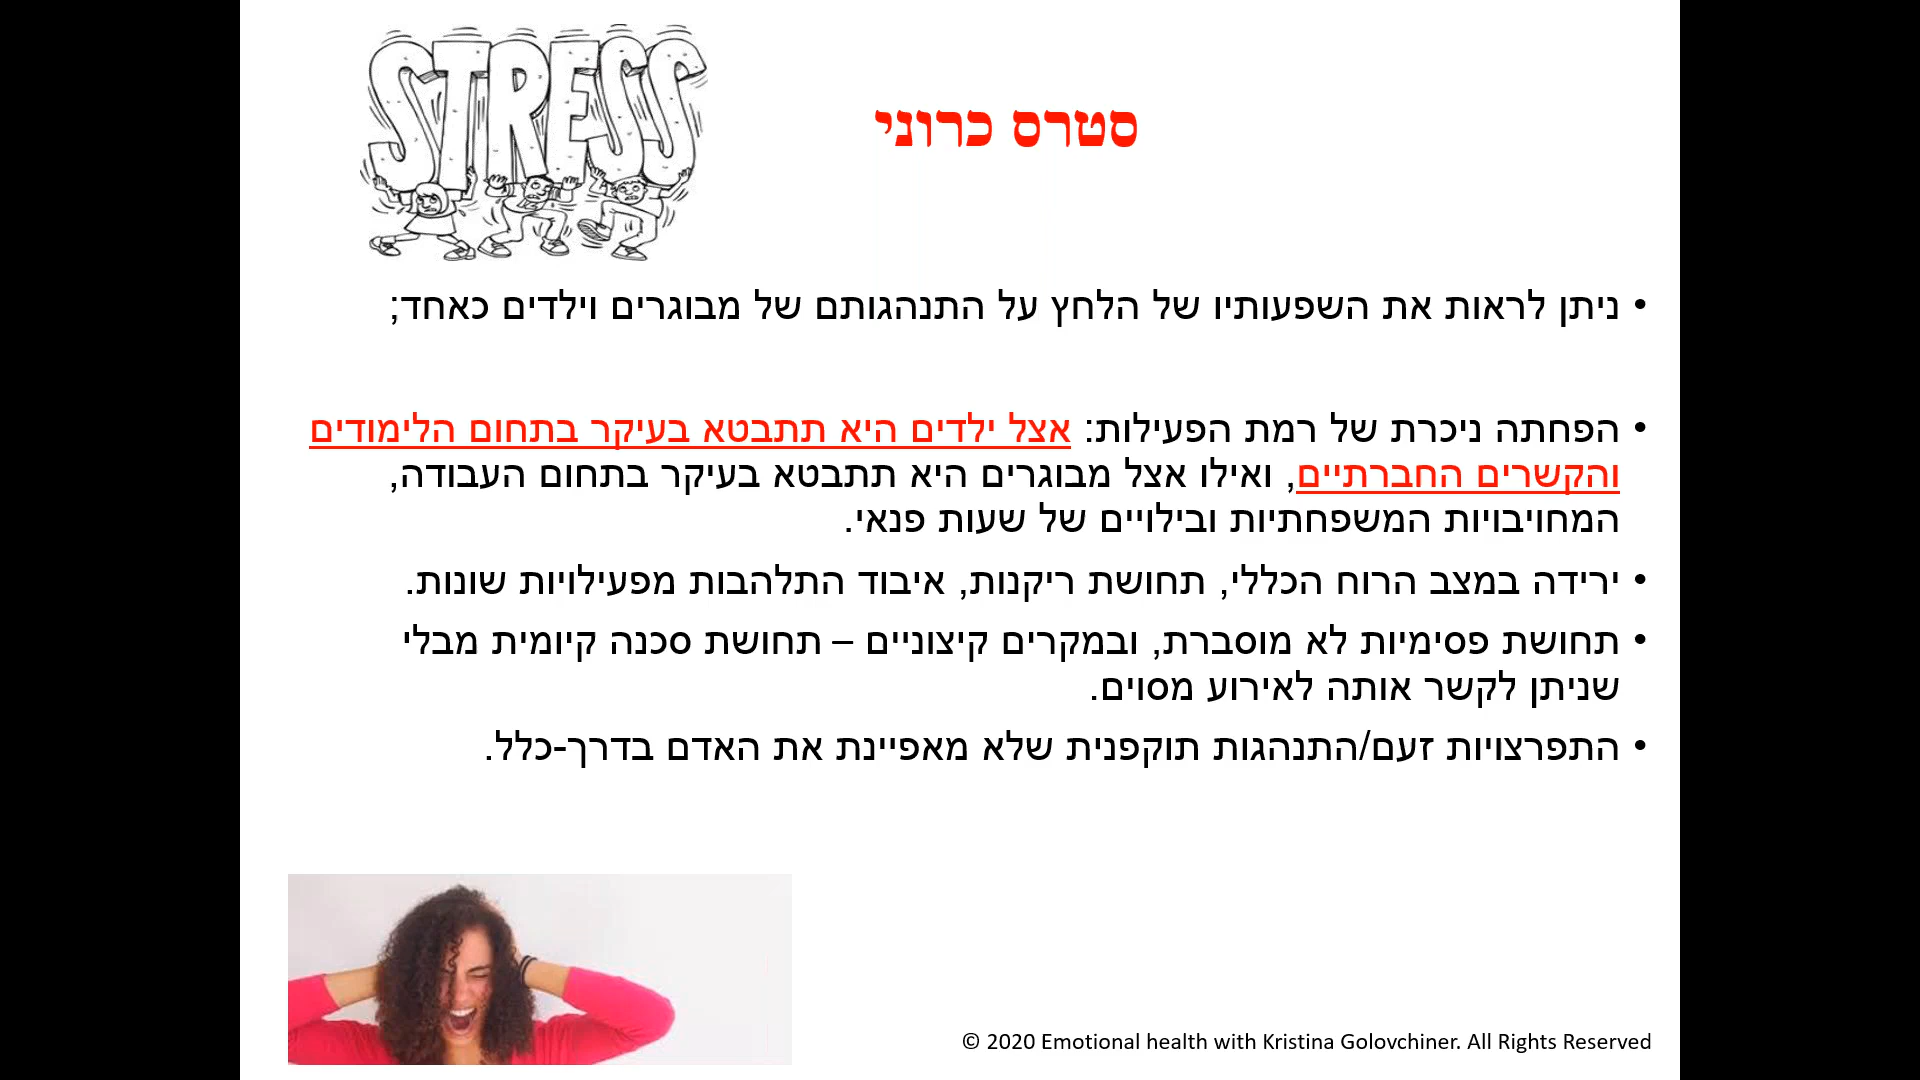 STRESS
סטרס כרוני
• ניתן לראות את השפעותיו של הלחץ על התנהגותם של מבוגרים וילדים כאחד;
• הפחתה ניכרת של רמת הפעילות: אצל ילדים היא תתבטא בעיקר בתחום הלימודים
והקשרים החברתיים, ואילו אצל מבוגרים היא תתבטא בעיקר בתחום העבודה,
המחויבויות המשפחתיות ובילויים של שעות פנאי.
• ירידה במצב הרוח הכללי, תחושת ריקנות, איבוד התלהבות מפעילויות שונות.
• תחושת פסימיות לא מוסברת, ובמקרים קיצוניים – תחושת סכנה קיומית מבלי
שניתן לקשר אותה לאירוע מסוים.
• התפרצויות זעם/התנהגות תוקפנית שלא מאפיינת את האדם בדרך-כלל.
© 2020 Emotional health with Kristina Golovchiner. All Rights Reserved